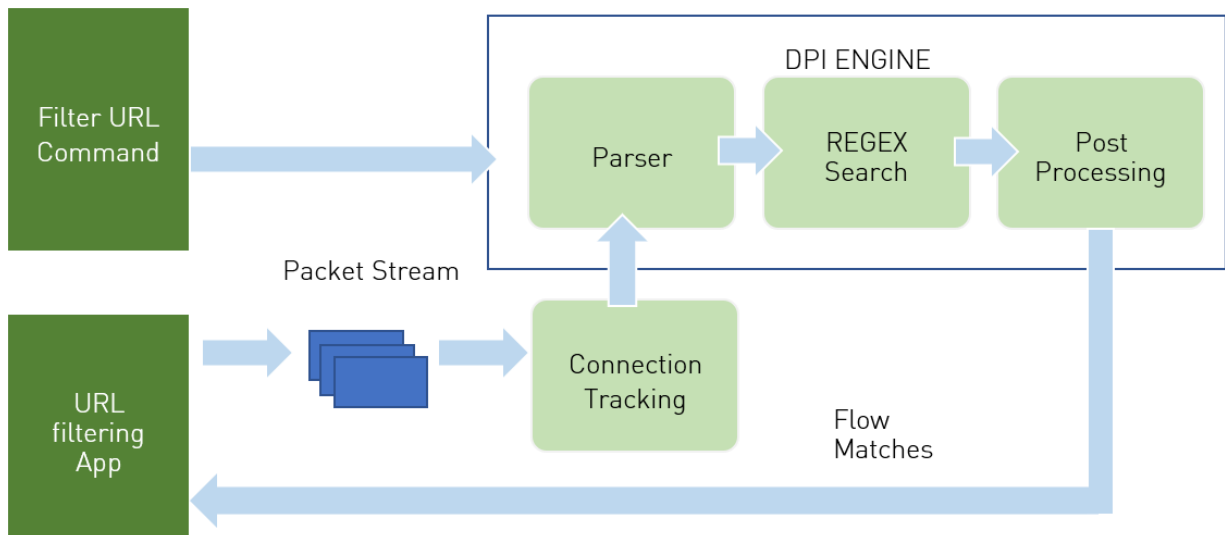 Filter URL
Command
DPI ENGINE
Parser
REGEX
Search
Post
Processing
Packet Stream
URL
filtering
App
Connection
Tracking
Flow
Matches